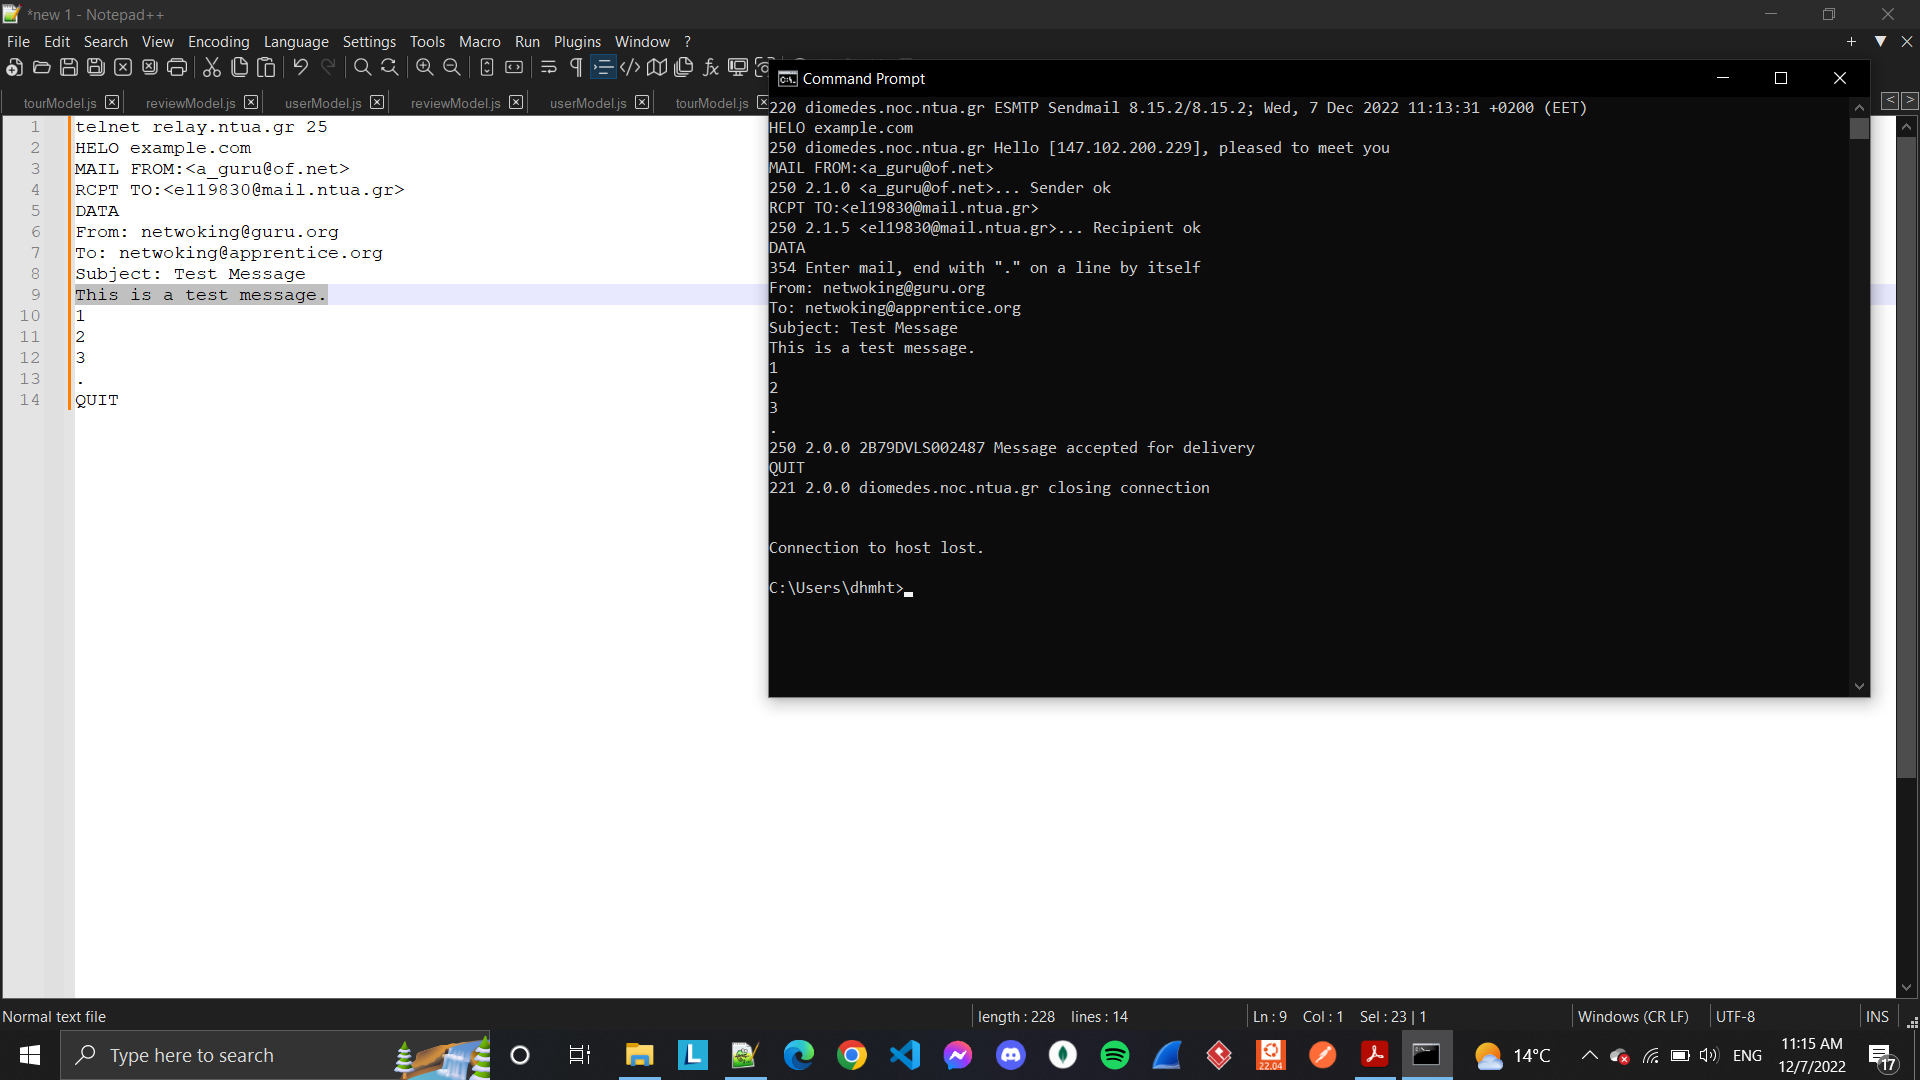 *new 1 - Notepad++
File Edit Search View Encoding Language Settings Tools Macro Run Plugins Window ?
tourModel.js reviewModel.js userModel.js reviewModel.js userModel.js tourModel.js
1 telnet relay.ntua.gr 25
2 HELO example.com
3 MAIL FROM:<a_guru@of.net>
4 RCPT TO:<el19830@mail.ntua.gr>
5 DATA
6 From: netwoking@guru.org
7 To: netwoking@apprentice.org
8 Subject: Test Message
9 This is a test message.
10 1
11 2
12 3
13 .
14 QUIT
Command Prompt
220 diomedes.noc.ntua.gr ESMTP Sendmail 8.15.2/8.15.2; Wed, 7 Dec 2022 11:13:31 +0200 (EET)
HELO example.com
250 diomedes.noc.ntua.gr Hello [147.102.200.229], pleased to meet you
MAIL FROM:<a_guru@of.net>
250 2.1.0 <a_guru@of.net>... Sender ok
RCPT TO:<el19830@mail.ntua.gr>
250 2.1.5 <el19830@mail.ntua.gr>... Recipient ok
DATA
354 Enter mail, end with "." on a line by itself
From: netwoking@guru.org
To: netwoking@apprentice.org
Subject: Test Message
This is a test message.
1
2
3
.
250 2.0.0 2B79DVLS002487 Message accepted for delivery
QUIT
221 2.0.0 diomedes.noc.ntua.gr closing connection
Connection to host lost.
C:\Users\dhmht>
Normal text file length : 228 lines : 14 Ln : 9 Col : 1 Sel : 23 | 1 Windows (CR LF) UTF-8 INS
Type here to search L 22.04 14°C ENG 11:15 AM
12/7/2022 17